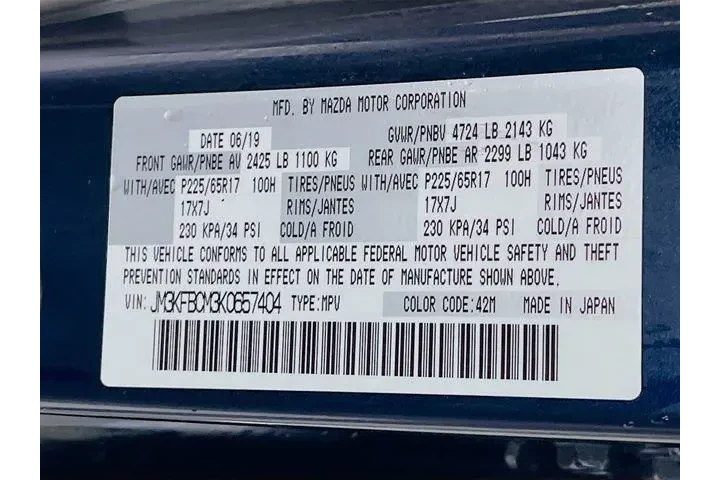 MFD. BY MAZDA MOTOR CORPORATION
DATE 06/19 GVWR/PNBV 4724 LB 2143 KG
FRONT GAWR/PNBE AV 2425 LB 1100 KG REAR GAWR/PNBE AR 2299 LB 1043 KG
WITH/AVEC P225/65R17 100H TIRES/PNEUS WITH/AVEC P225/65R17 100H TIRES/PNEUS
17X7J RIMS/JANTES 17X7J RIMS/JANTES
230 KPA/34 PSI COLD/A FROID 230 KPA/34 PSI COLD/A FROID
THIS VEHICLE CONFORMS TO ALL APPLICABLE FEDERAL MOTOR VEHICLE SAFETY AND THEFT
PREVENTION STANDARDS IN EFFECT ON THE DATE OF MANUFACTURE SHOWN ABOVE.
VIN: JM3KFBCM3K0657404 TYPE: MPV COLOR CODE: 42M MADE IN JAPAN